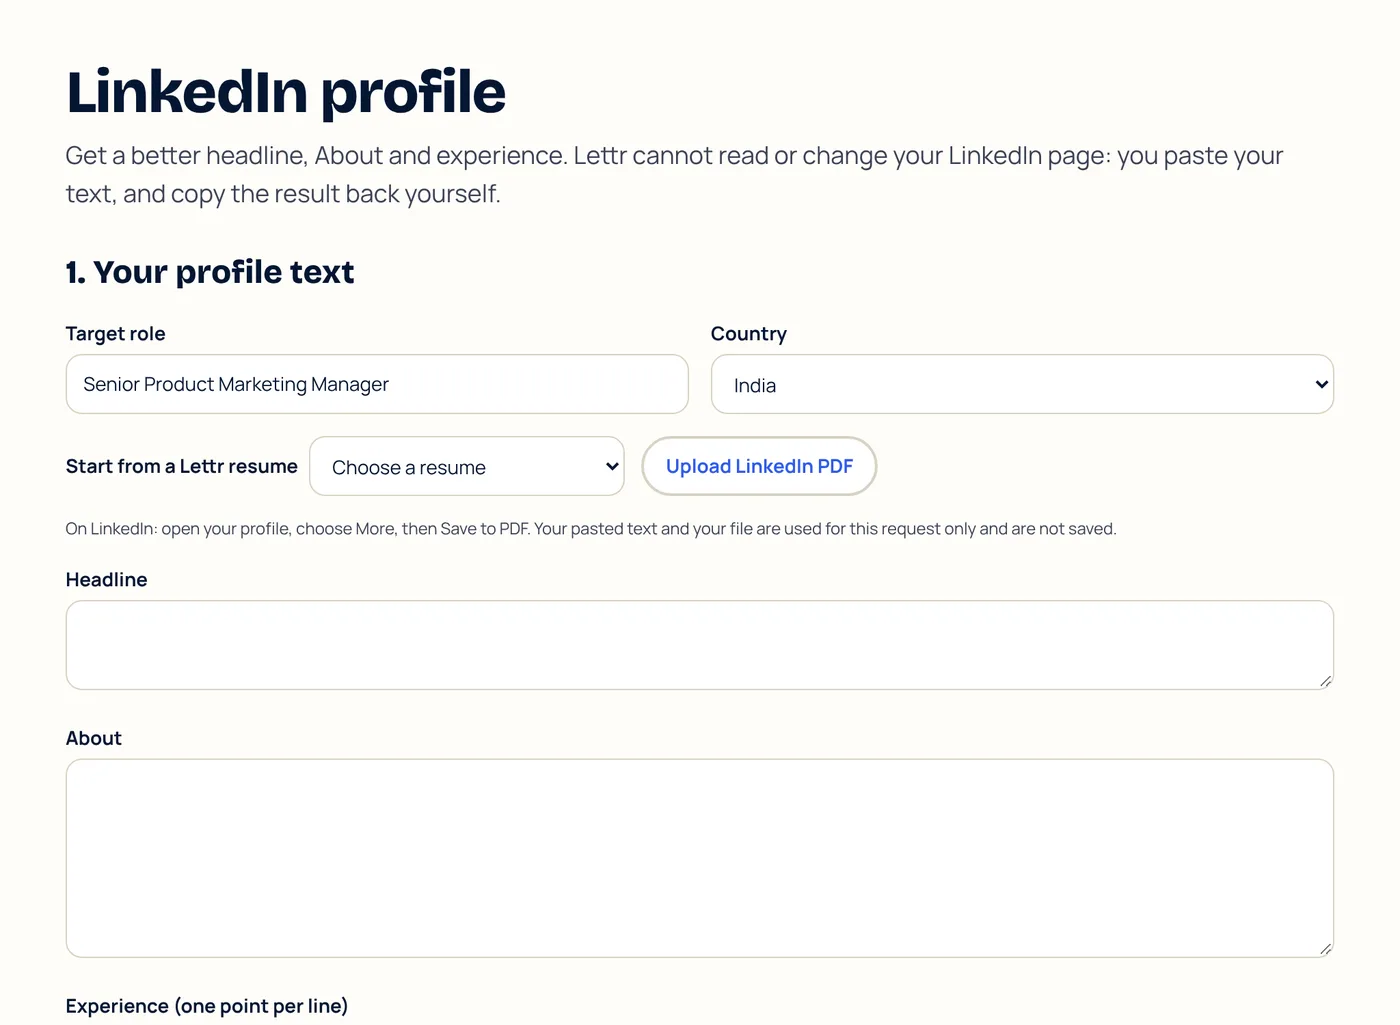 LinkedIn profile
Get a better headline, About and experience. Lettr cannot read or change your LinkedIn page: you paste your
text, and copy the result back yourself.
1. Your profile text
Target role
Country
Senior Product Marketing Manager
India
Start from a Lettr resume
Choose a resume
Upload LinkedIn PDF
On LinkedIn: open your profile, choose More, then Save to PDF. Your pasted text and your file are used for this request only and are not saved.
Headline
About
Experience (one point per line)